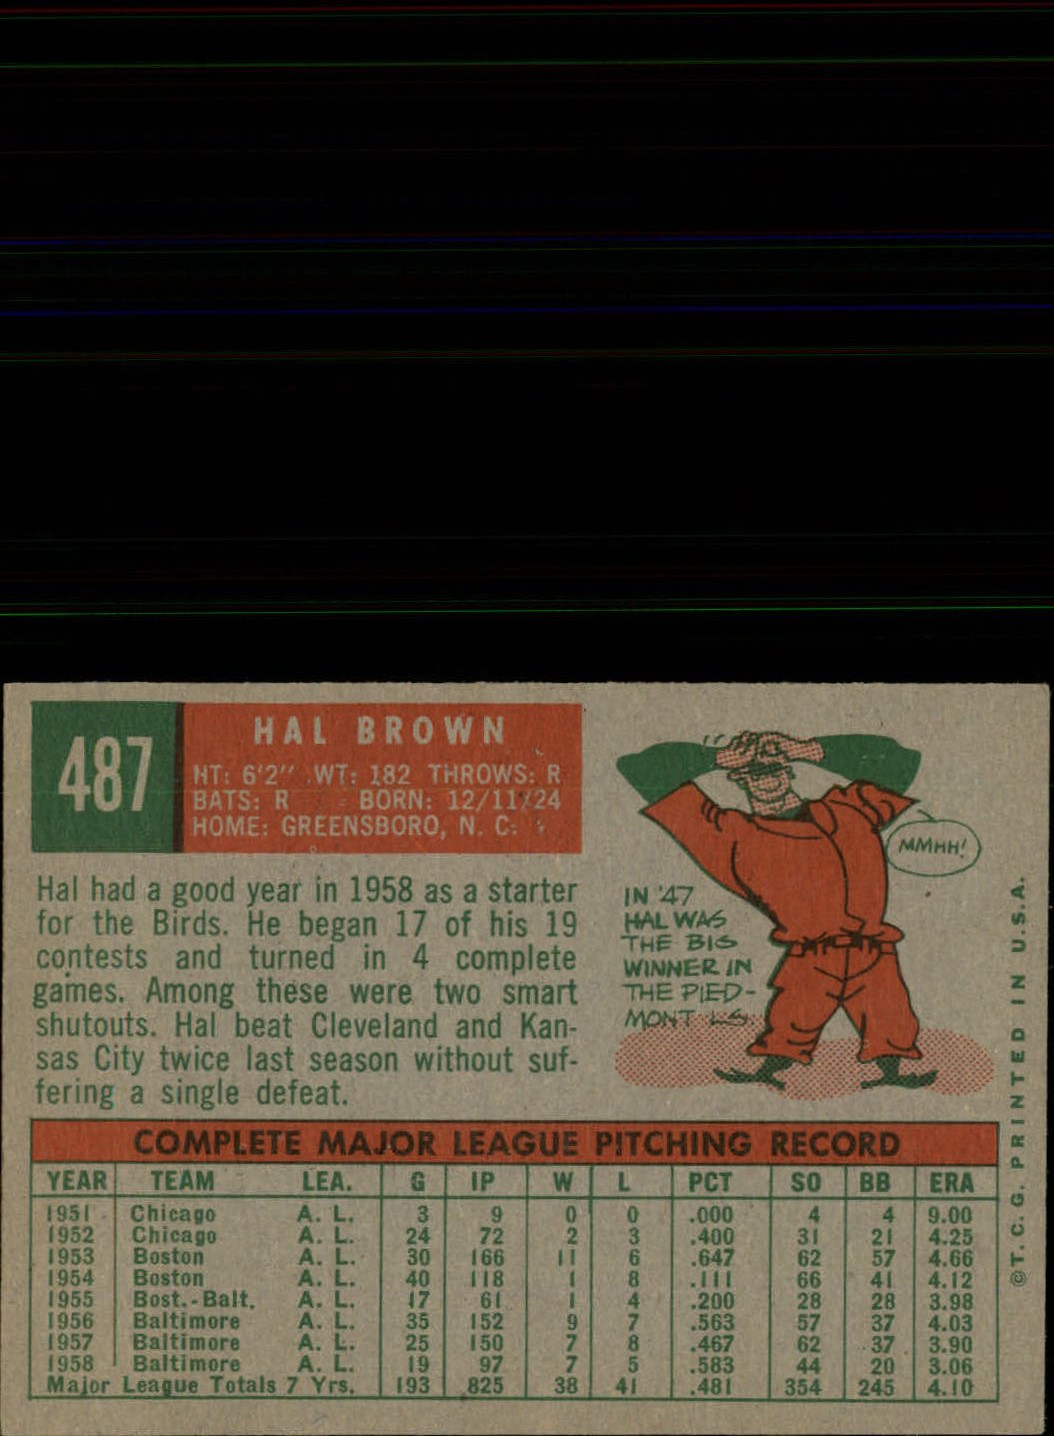 487
HAL BROWN
HT: 6'2" WT: 182 THROWS: R
BATS: R BORN: 12/11/24
HOME: GREENSBORO, N. C.
Hal had a good year in 1958 as a starter
for the Birds. He began 17 of his 19
contests and turned in 4 complete
games. Among these were two smart
shutouts. Hal beat Cleveland and Kan-
sas City twice last season without suf-
fering a single defeat.
MMHH!
IN '47
HAL WAS
THE BIG
WINNER IN
THE PIED-
MONT LG
COMPLETE MAJOR LEAGUE PITCHING RECORD
YEAR TEAM LEA. G IP W L PCT SO BB ERA
1951 Chicago A. L. 3 9 0 0 .000 4 4 9.00
1952 Chicago A. L. 24 72 2 3 .400 31 21 4.25
1953 Boston A. L. 30 166 11 6 .647 62 57 4.66
1954 Boston A. L. 40 118 1 8 .111 66 41 4.12
1955 Bost.-Balt. A. L. 17 61 1 4 .200 28 28 3.98
1956 Baltimore A. L. 35 152 9 7 .563 57 37 4.03
1957 Baltimore A. L. 25 150 7 8 .467 62 37 3.90
1958 Baltimore A. L. 19 97 7 5 .583 44 20 3.06
Major League Totals 7 Yrs. 193 825 38 41 .481 354 245 4.10
©T. C. G. PRINTED IN U.S.A.